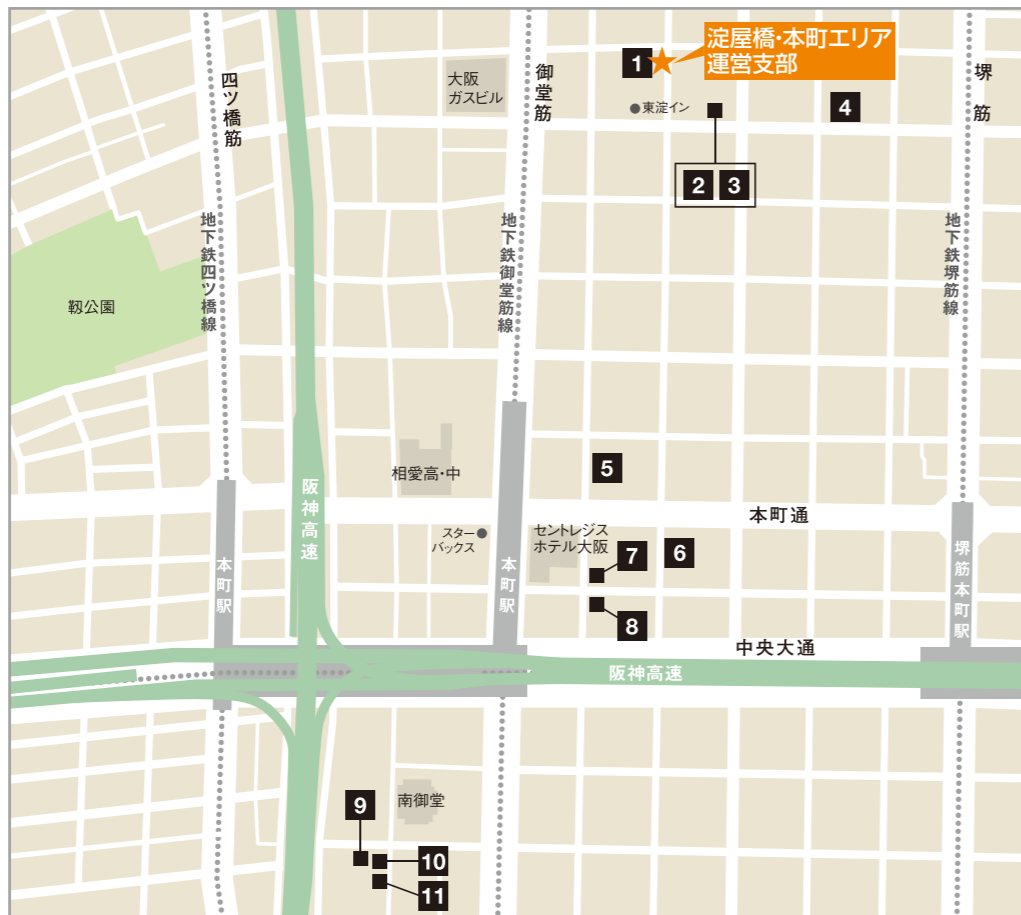 淀屋橋・本町エリア
運営支部
1
大阪
ガスビル
御堂筋
四ツ橋筋
堺筋
東淀イン
4
2 3
地下鉄四ツ橋線
地下鉄御堂筋線
地下鉄堺筋線
靱公園
相愛高・中
5
阪神高速
本町通
スター
バックス
セントレジス
ホテル大阪
6
7
本町駅
本町駅
堺筋本町駅
8
中央大通
阪神高速
9
南御堂
10
11